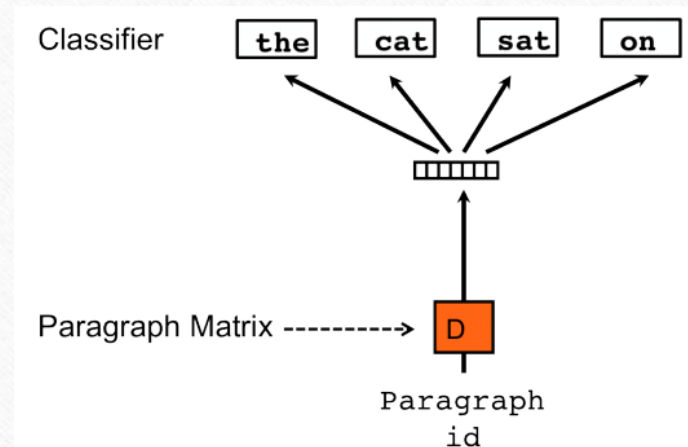 Classifier the cat sat on
Paragraph Matrix D
Paragraph
id